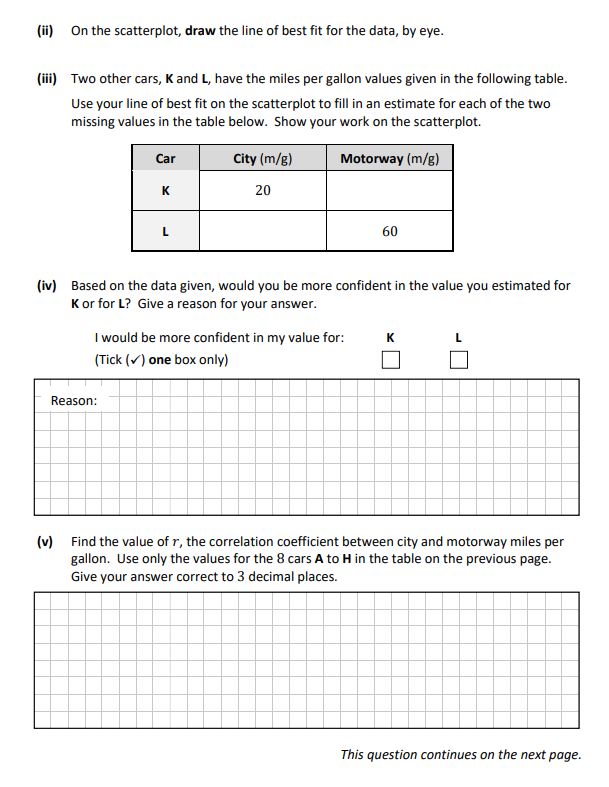 (ii) On the scatterplot, draw the line of best fit for the data, by eye.
(iii) Two other cars, K and L, have the miles per gallon values given in the following table.
Use your line of best fit on the scatterplot to fill in an estimate for each of the two
missing values in the table below. Show your work on the scatterplot.
Car City (m/g) Motorway (m/g)
K 20
L 60
(iv) Based on the data given, would you be more confident in the value you estimated for
K or for L? Give a reason for your answer.
I would be more confident in my value for: K L
(Tick (✓) one box only)
Reason:
(v) Find the value of r, the correlation coefficient between city and motorway miles per
gallon. Use only the values for the 8 cars A to H in the table on the previous page.
Give your answer correct to 3 decimal places.
This question continues on the next page.